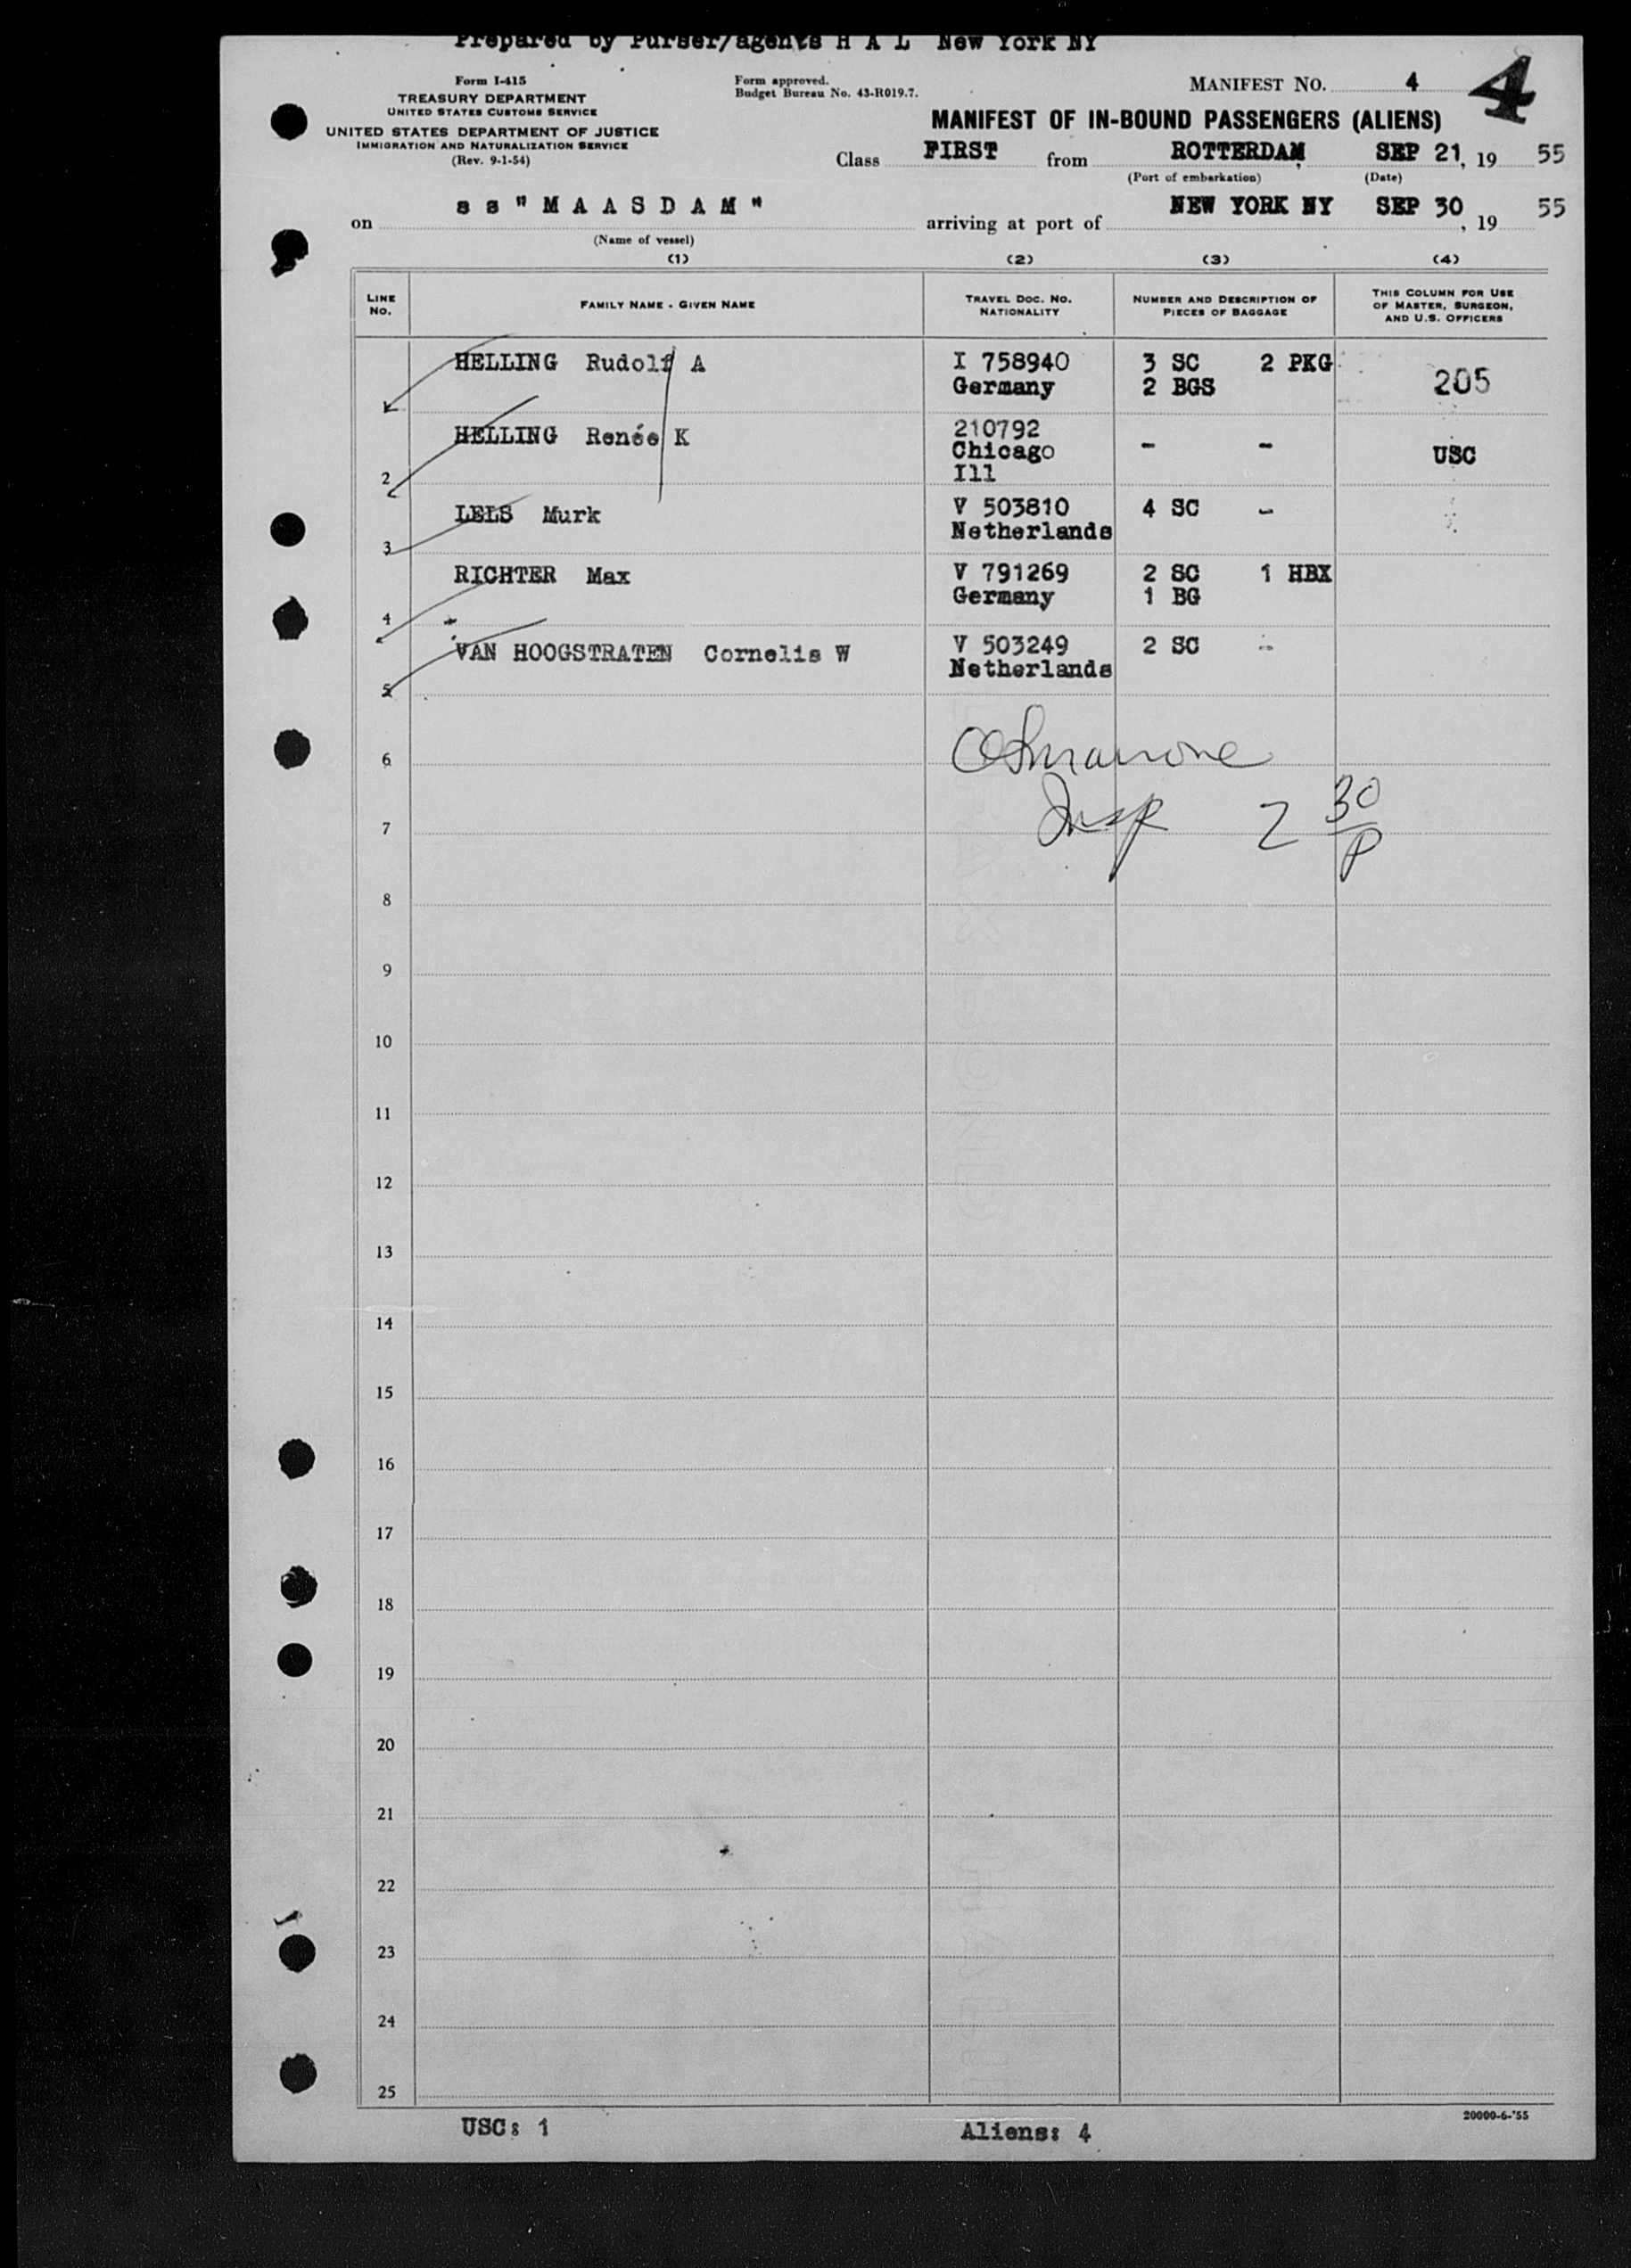 Prepared by Purser/agents H A L New York NY
Form I-415
TREASURY DEPARTMENT
UNITED STATES CUSTOMS SERVICE
UNITED STATES DEPARTMENT OF JUSTICE
IMMIGRATION AND NATURALIZATION SERVICE
(Rev. 9-1-54)
Form approved.
Budget Bureau No. 43-R019.7.
MANIFEST NO. 4
4
MANIFEST OF IN-BOUND PASSENGERS (ALIENS)
Class FIRST from ROTTERDAM, SEP 21, 19 55
(Port of embarkation) (Date)
on ss "MAASDAM" arriving at port of NEW YORK NY SEP 30, 19 55
(Name of vessel)
(1) (2) (3) (4)
LINE NO.
FAMILY NAME - GIVEN NAME
TRAVEL DOC. NO. NATIONALITY
NUMBER AND DESCRIPTION OF PIECES OF BAGGAGE
THIS COLUMN FOR USE OF MASTER, SURGEON, AND U.S. OFFICERS
HELLING Rudolf A I 758940 3 SC 2 PKG
Germany 2 BGS 205
1
HELLING Renée K 210792
Chicago - - USC
2 Ill
LELS Murk V 503810 4 SC -
3 Netherlands
RICHTER Max V 791269 2 SC 1 HBX
Germany 1 BG
4
VAN HOOGSTRATEN Cornelis W V 503249 2 SC -
Netherlands
5
6
Insp 2 30/P
7
8
9
10
11
12
13
14
15
16
17
18
19
20
21
22
23
24
25
20000-6-'55
USC: 1 Aliens: 4